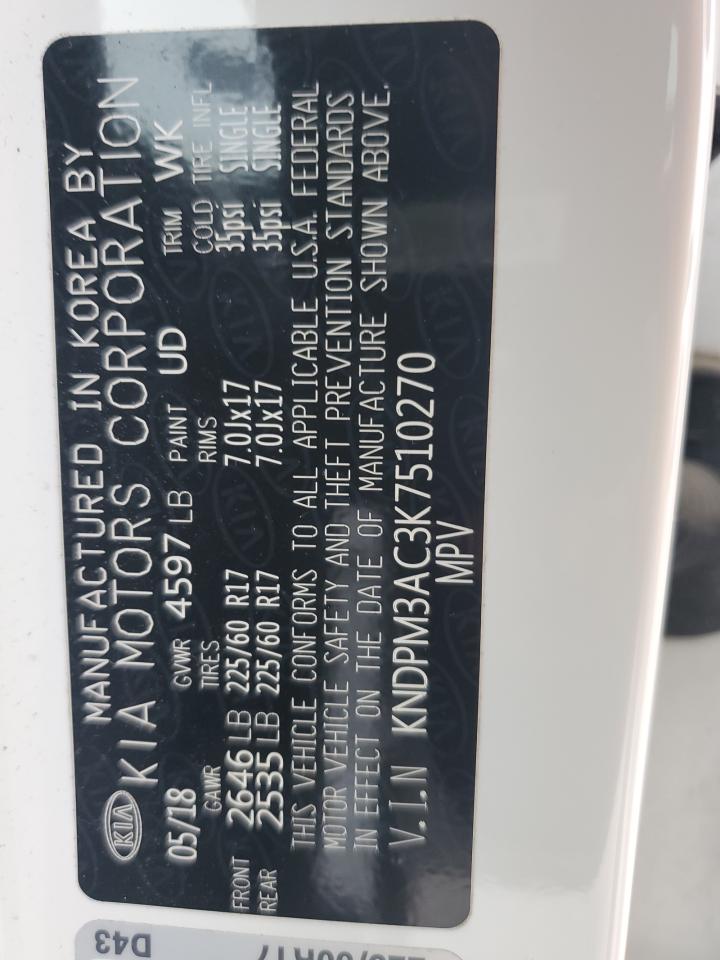 MANUFACTURED IN KOREA BY
KIA KIA MOTORS CORPORATION
05/18 GVWR 4597 LB PAINT UD TRIM WK
GAWR TIRES RIMS COLD TIRE INFL
FRONT 2646 LB 225/60 R17 7.0Jx17 35psi SINGLE
REAR 2535 LB 225/60 R17 7.0Jx17 35psi SINGLE
THIS VEHICLE CONFORMS TO ALL APPLICABLE U.S.A. FEDERAL
MOTOR VEHICLE SAFETY AND THEFT PREVENTION STANDARDS
IN EFFECT ON THE DATE OF MANUFACTURE SHOWN ABOVE.
V.I.N KNDPM3AC3K7510270
MPV
D43